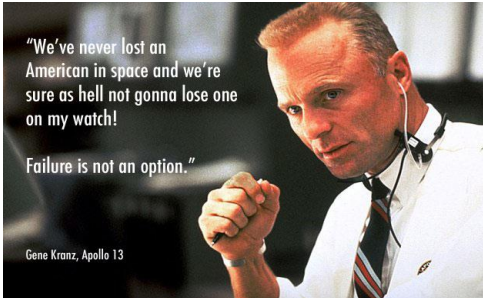 “We’ve never lost an
American in space and we’re
sure as hell not gonna lose one
on my watch!
Failure is not an option.”
Gene Kranz, Apollo 13